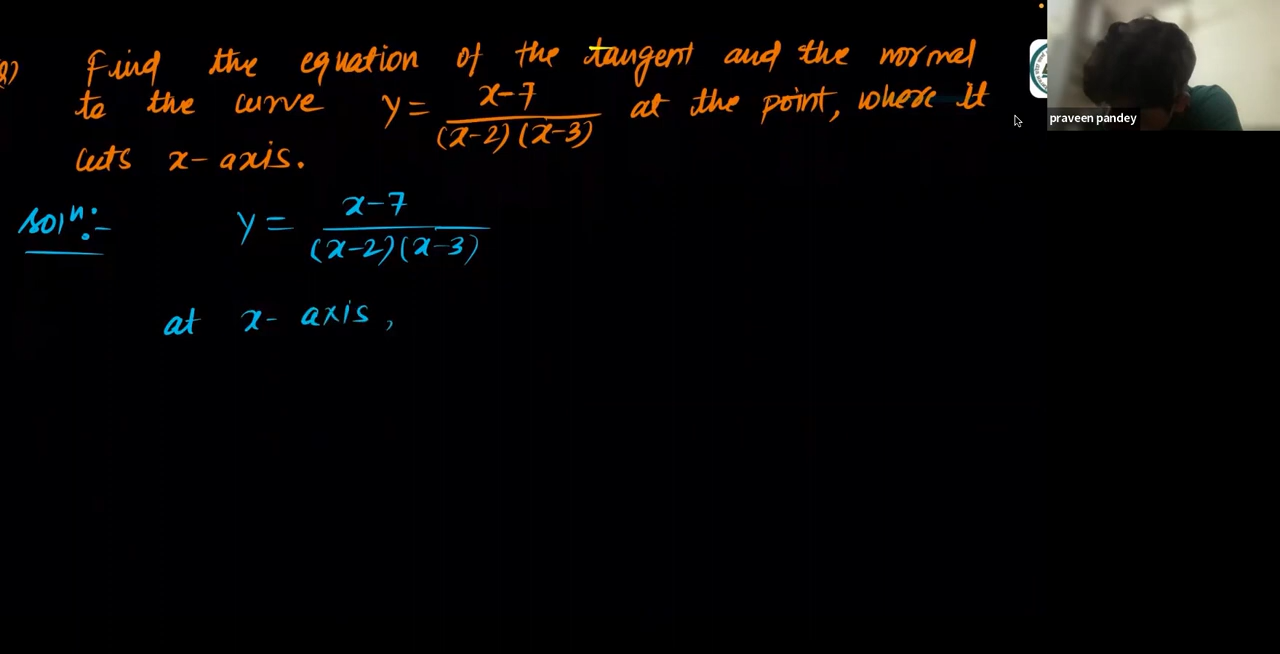 Find the equation of the tangent and the normal
to the curve y = x-7 / (x-2)(x-3) at the point, where it
cuts x-axis.
Soln:- y = x-7 / (x-2)(x-3)
at x-axis,
praveen pandey